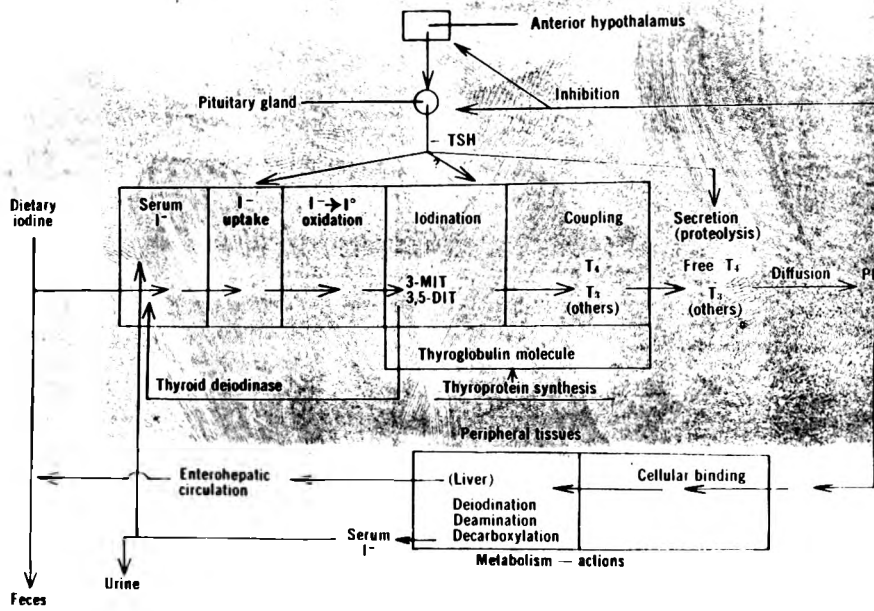 Anterior hypothalamus
Inhibition
Pituitary gland
TSH
?
Dietary
iodine
Serum
I⁻
I⁻
uptake
I⁻→I°
oxidation
Iodination
Coupling
Secretion
(proteolysis)
3-MIT
3,5-DIT
T₄
T₃
(others)
Free T₄
T₃
(others)
Diffusion
Thyroglobulin molecule
Thyroid deiodinase
Thyroprotein synthesis
Peripheral tissues
Enterohepatic
circulation
(Liver)
Cellular binding
Deiodination
Deamination
Decarboxylation
Serum
I⁻
Metabolism — actions
Urine
Feces